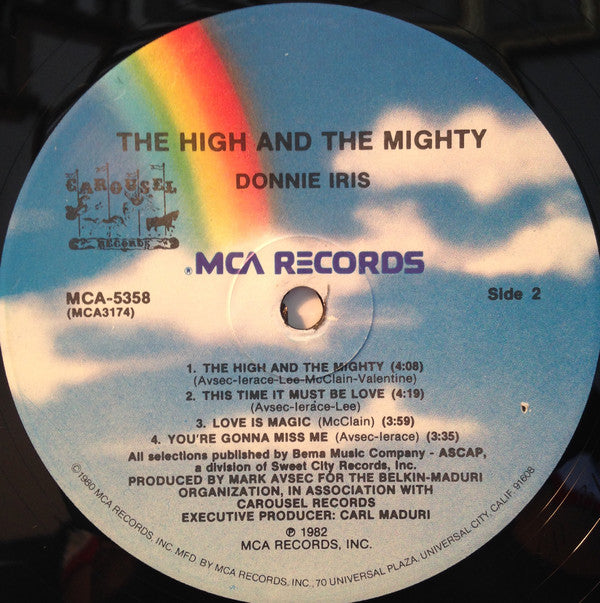 THE HIGH AND THE MIGHTY
DONNIE IRIS
CAROUSEL
RECORDS
®MCA RECORDS
MCA-5358
(MCA3174)
Side 2
1. THE HIGH AND THE MIGHTY (4:08)
(Avsec-Ierace-Lee-McClain-Valentine)
2. THIS TIME IT MUST BE LOVE (4:19)
(Avsec-Ierace-Lee)
3. LOVE IS MAGIC (McClain) (3:59)
4. YOU'RE GONNA MISS ME (Avsec-Ierace) (3:35)
All selections published by Bema Music Company - ASCAP,
a division of Sweet City Records, Inc.
PRODUCED BY MARK AVSEC FOR THE BELKIN-MADURI
ORGANIZATION, IN ASSOCIATION WITH
CAROUSEL RECORDS
EXECUTIVE PRODUCER: CARL MADURI
℗ 1982
MCA RECORDS, INC.
©1980 MCA RECORDS, INC. MFD. BY MCA RECORDS, INC., 70 UNIVERSAL PLAZA, UNIVERSAL CITY, CALIF. 91608